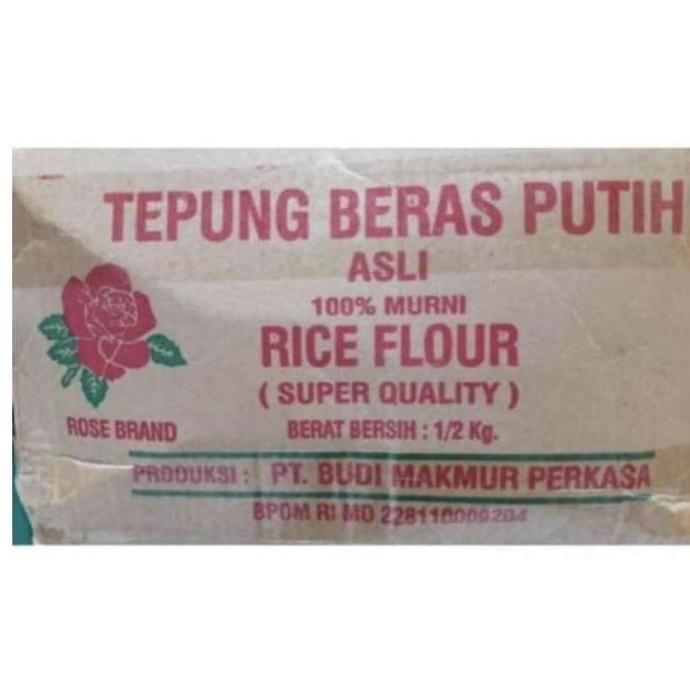 TEPUNG BERAS PUTIH
ASLI
100% MURNI
RICE FLOUR
( SUPER QUALITY )
ROSE BRAND
BERAT BERSIH : 1/2 Kg.
PRODUKSI : PT. BUDI MAKMUR PERKASA
BPOM RI MD 228110009204